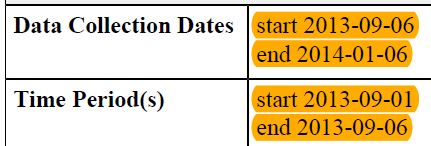 Data Collection Dates start 2013-09-06
end 2014-01-06
Time Period(s) start 2013-09-01
end 2013-09-06